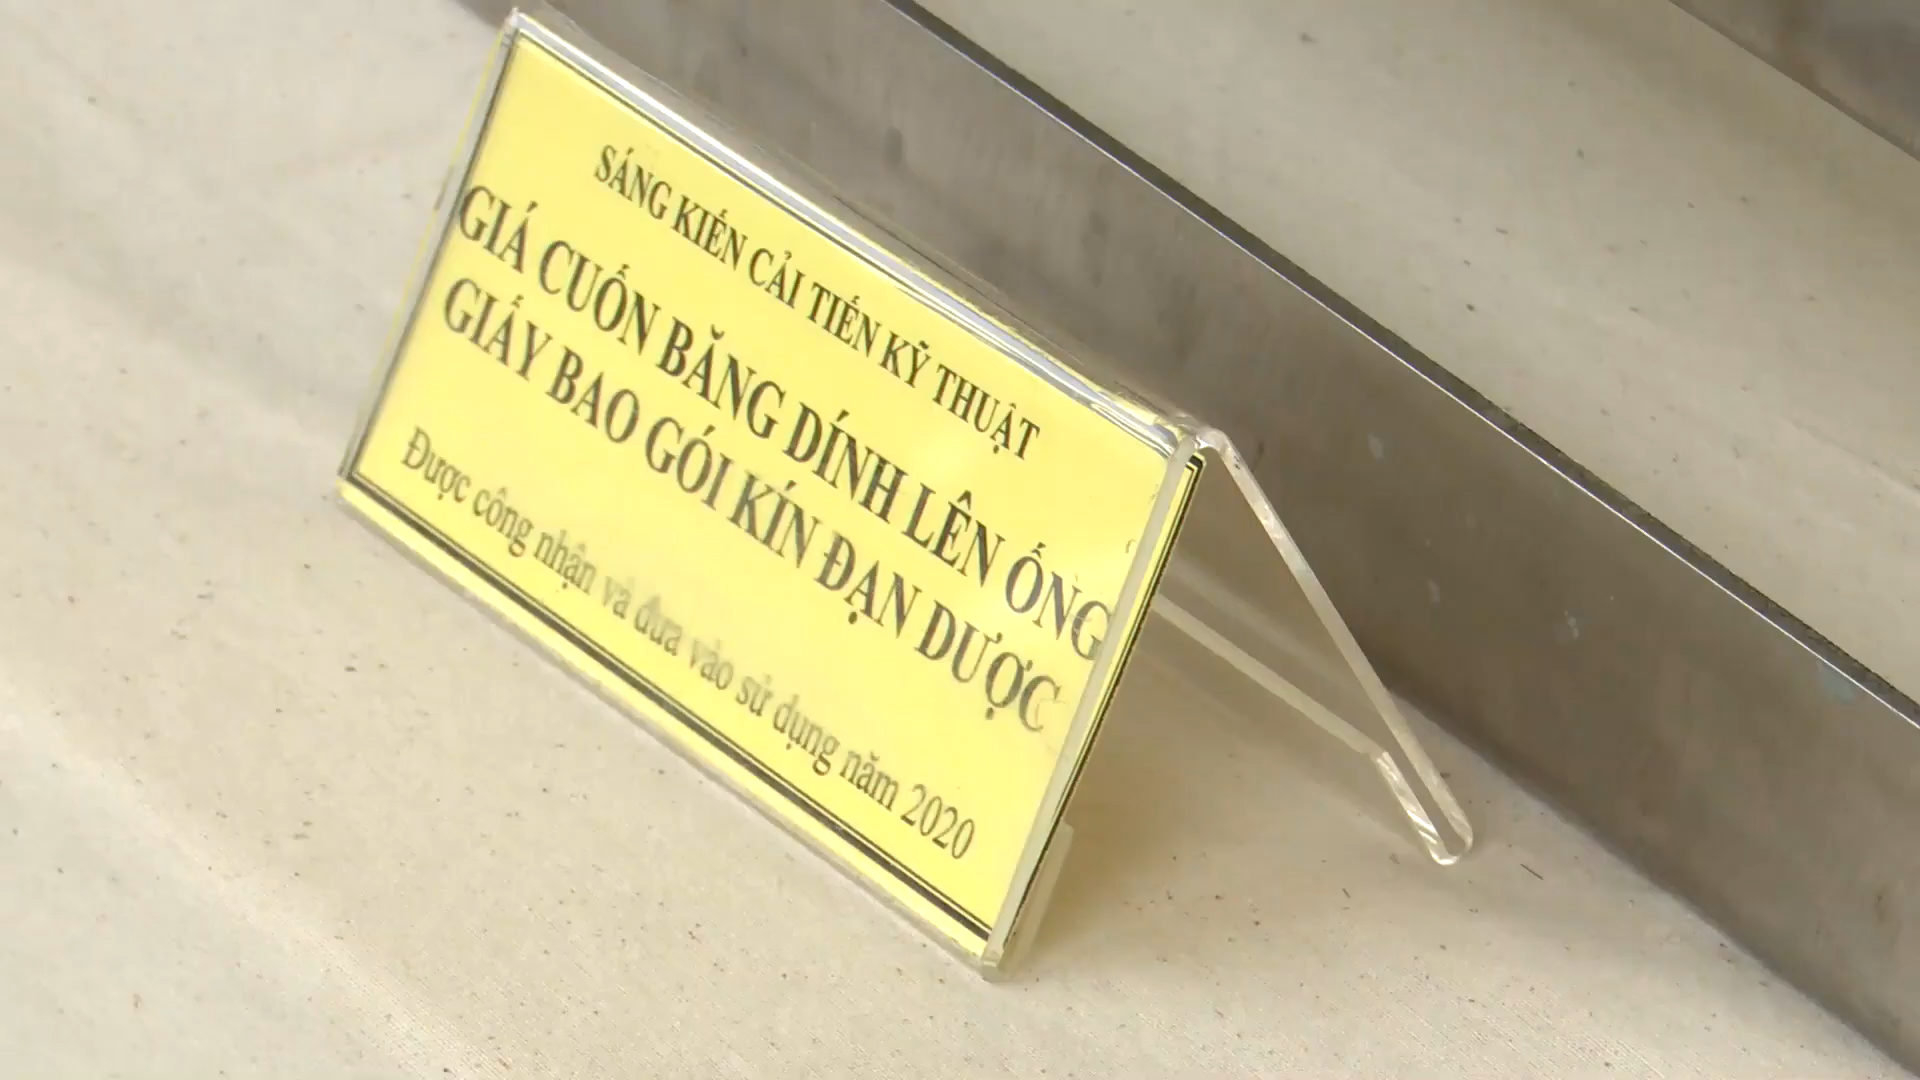 SÁNG KIẾN CẢI TIẾN KỸ THUẬT
GIÁ CUỐN BĂNG DÍNH LÊN ỐNG
GIẤY BAO GÓI KÍN ĐẠN DƯỢC
Được công nhận và đưa vào sử dụng năm 2020